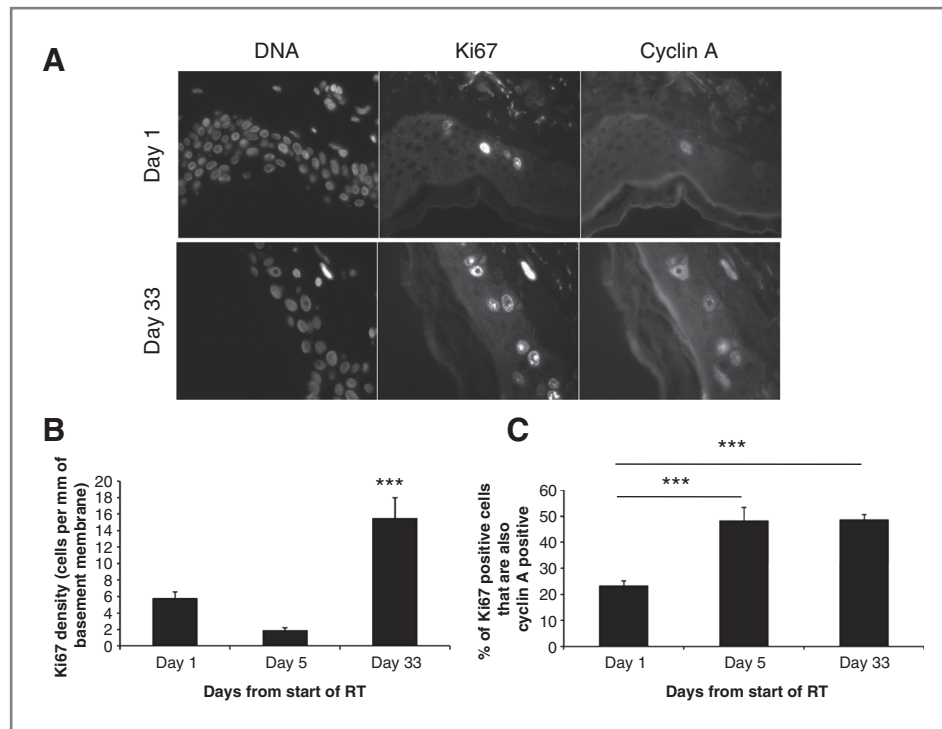 A
DNA Ki67 Cyclin A
Day 1
Day 33
B
Ki67 density (cells per mm of
basement membrane)
20
18
16
14
12
10
8
6
4
2
0
***
Day 1 Day 5 Day 33
Days from start of RT
C
% of Ki67 positive cells
that are also
cyclin A positive
60
50
40
30
20
10
0
***
***
Day 1 Day 5 Day 33
Days from start of RT